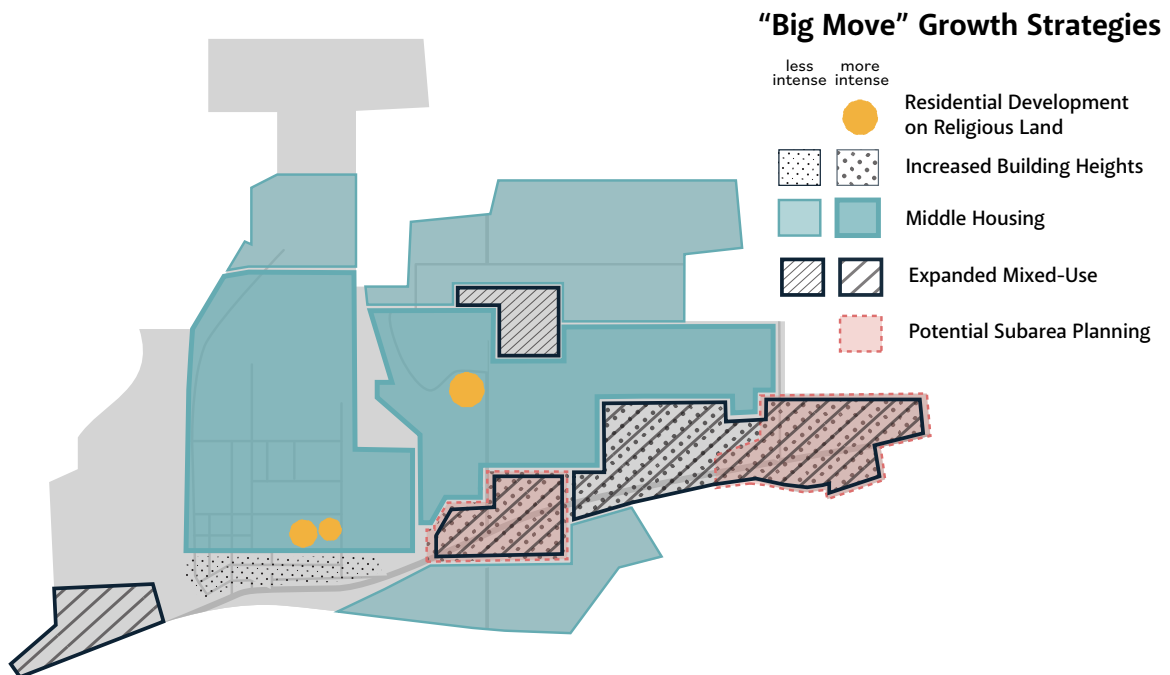 “Big Move” Growth Strategies
less intense
more intense
Residential Development
on Religious Land
Increased Building Heights
Middle Housing
Expanded Mixed-Use
Potential Subarea Planning